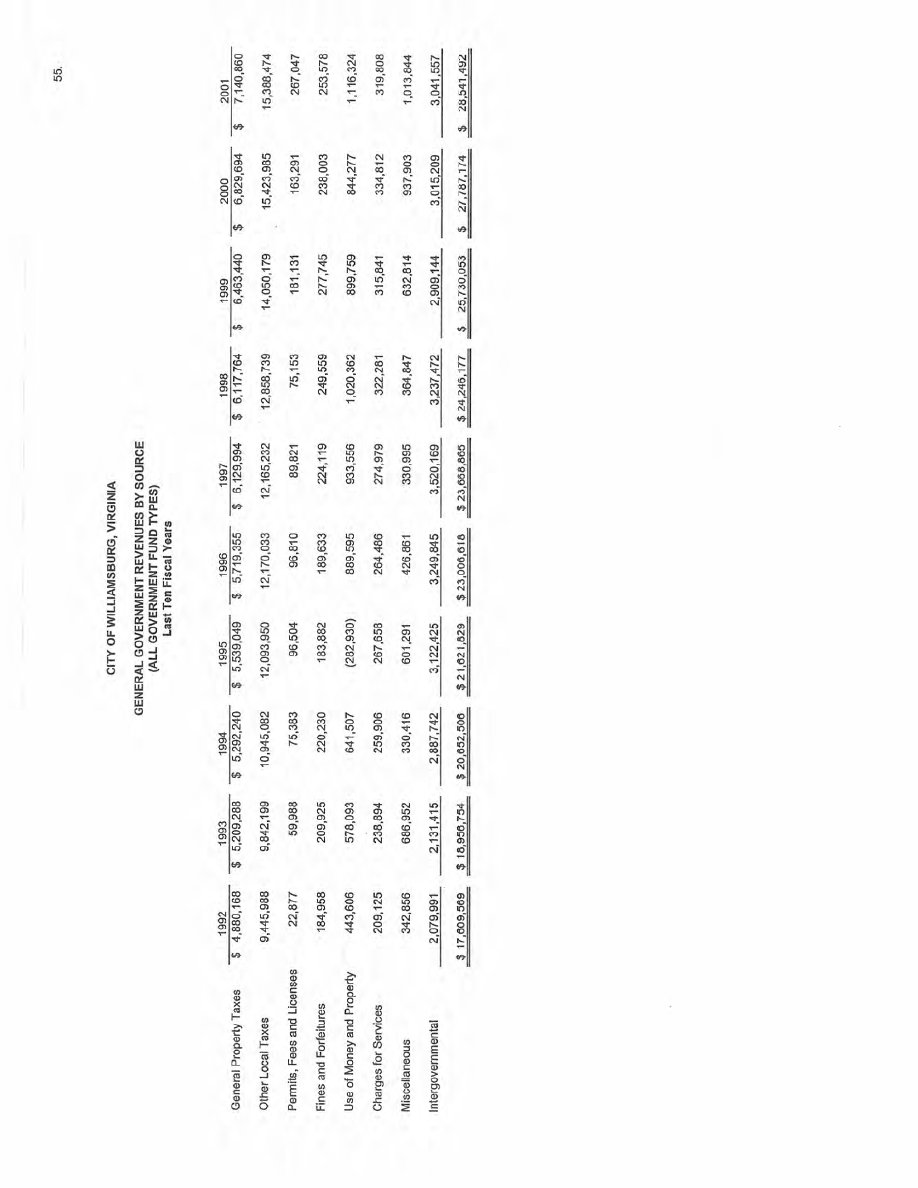 55.
CITY OF WILLIAMSBURG, VIRGINIA
GENERAL GOVERNMENT REVENUES BY SOURCE
(ALL GOVERNMENT FUND TYPES)
Last Ten Fiscal Years
1992 1993 1994 1995 1996 1997 1998 1999 2000 2001
General Property Taxes $ 4,880,168 $ 5,209,288 $ 5,292,240 $ 5,539,049 $ 5,719,355 $ 6,129,994 $ 6,117,764 $ 6,463,440 $ 6,829,694 $ 7,140,860
Other Local Taxes 9,445,988 9,842,199 10,945,082 12,093,950 12,170,033 12,165,232 12,858,739 14,050,179 15,423,985 15,388,474
Permits, Fees and Licenses 22,877 59,988 75,383 96,504 96,810 89,821 75,153 181,131 163,291 267,047
Fines and Forfeitures 184,958 209,925 220,230 183,882 189,633 224,119 249,559 277,745 238,003 253,578
Use of Money and Property 443,606 578,093 641,507 (282,930) 889,595 933,556 1,020,362 899,759 844,277 1,116,324
Charges for Services 209,125 238,894 259,906 267,658 264,486 274,979 322,281 315,841 334,812 319,808
Miscellaneous 342,856 686,952 330,416 601,291 426,861 330,995 364,847 632,814 937,903 1,013,844
Intergovernmental 2,079,991 2,131,415 2,887,742 3,122,425 3,249,845 3,520,169 3,237,472 2,909,144 3,015,209 3,041,557
$ 17,609,569 $ 18,956,754 $ 20,652,506 $ 21,621,829 $ 23,006,618 $ 23,668,865 $ 24,246,177 $ 25,730,053 $ 27,787,174 $ 28,541,492